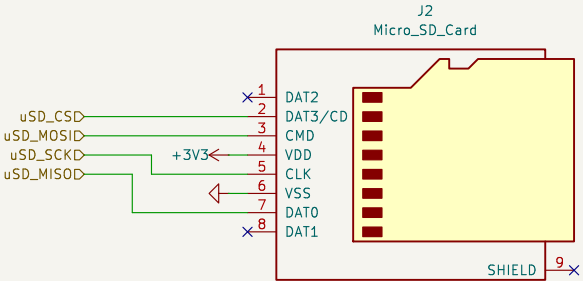 J2
Micro_SD_Card
1 DAT2
uSD_CS 2 DAT3/CD
uSD_MOSI 3 CMD
uSD_SCK +3V3 4 VDD
5 CLK
uSD_MISO 6 VSS
7 DAT0
8 DAT1
SHIELD 9